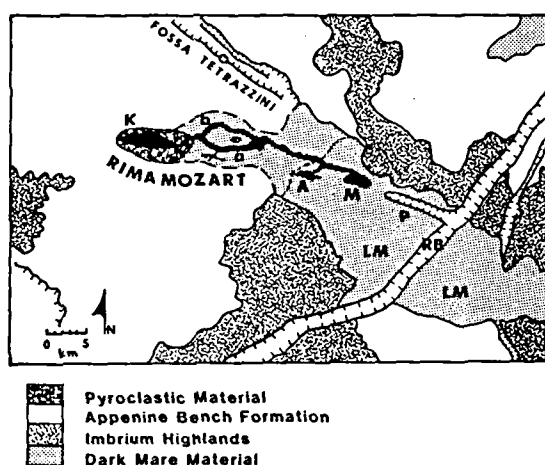 FOSSA TETRAZZINI
K
b
a
RIMA MOZART
A
M
P
LM
RB
LM
N
0 5
km
Pyroclastic Material
Appenine Bench Formation
Imbrium Highlands
Dark Mare Material